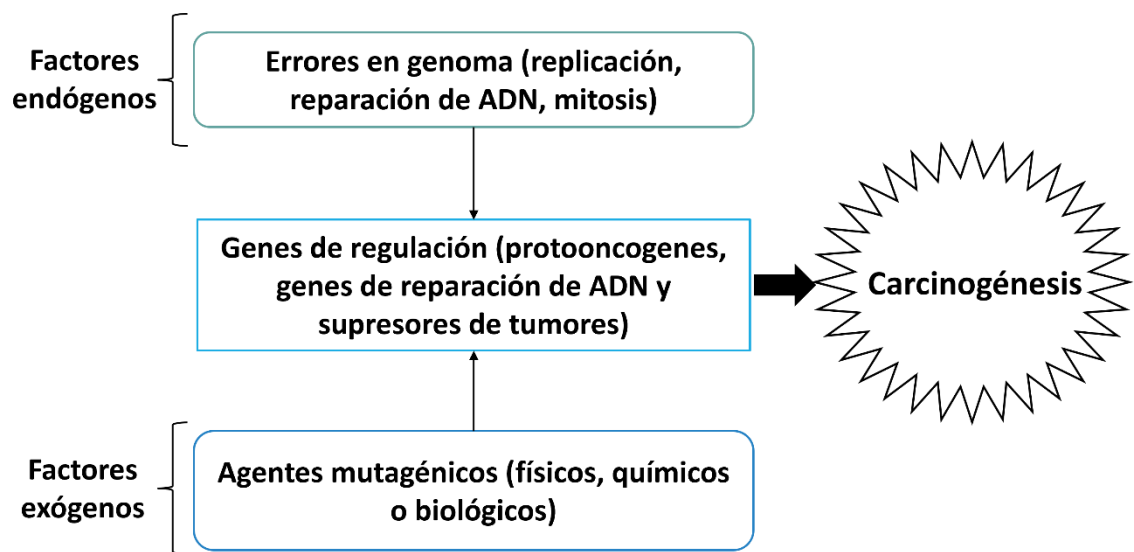 Factores
endógenos
Errores en genoma (replicación,
reparación de ADN, mitosis)
Genes de regulación (protooncogenes,
genes de reparación de ADN y
supresores de tumores)
Carcinogénesis
Factores
exógenos
Agentes mutagénicos (físicos, químicos
o biológicos)